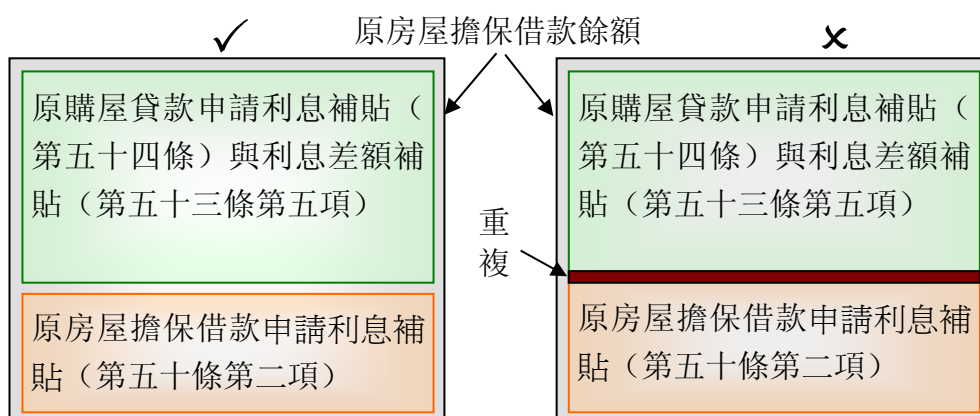 ✓ 原房屋擔保借款餘額 ×
原購屋貸款申請利息補貼（
第五十四條）與利息差額補
貼（第五十三條第五項）
原房屋擔保借款申請利息補
貼（第五十條第二項）
重
複
原購屋貸款申請利息補貼（
第五十四條）與利息差額補
貼（第五十三條第五項）
原房屋擔保借款申請利息補
貼（第五十條第二項）